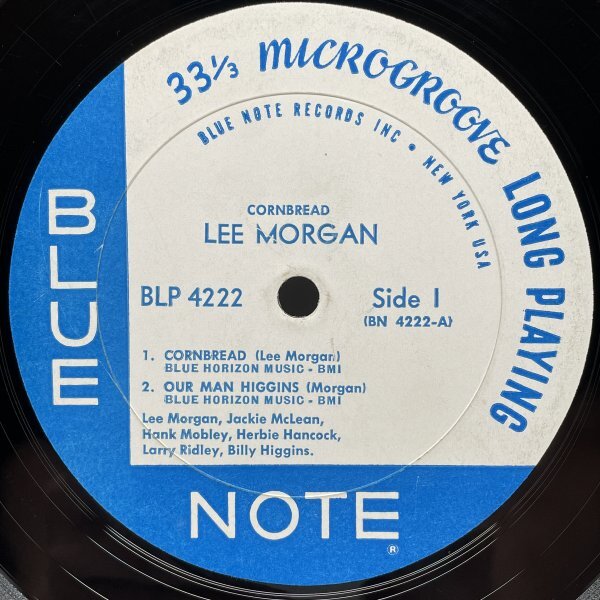 33⅓ MICROGROOVE LONG PLAYING
BLUE NOTE RECORDS INC • NEW YORK USA
CORNBREAD
LEE MORGAN
BLP 4222
Side 1
(BN 4222-A)
1. CORNBREAD (Lee Morgan)
BLUE HORIZON MUSIC - BMI
2. OUR MAN HIGGINS (Morgan)
BLUE HORIZON MUSIC - BMI
Lee Morgan, Jackie McLean,
Hank Mobley, Herbie Hancock,
Larry Ridley, Billy Higgins.
BLUE
NOTE ®